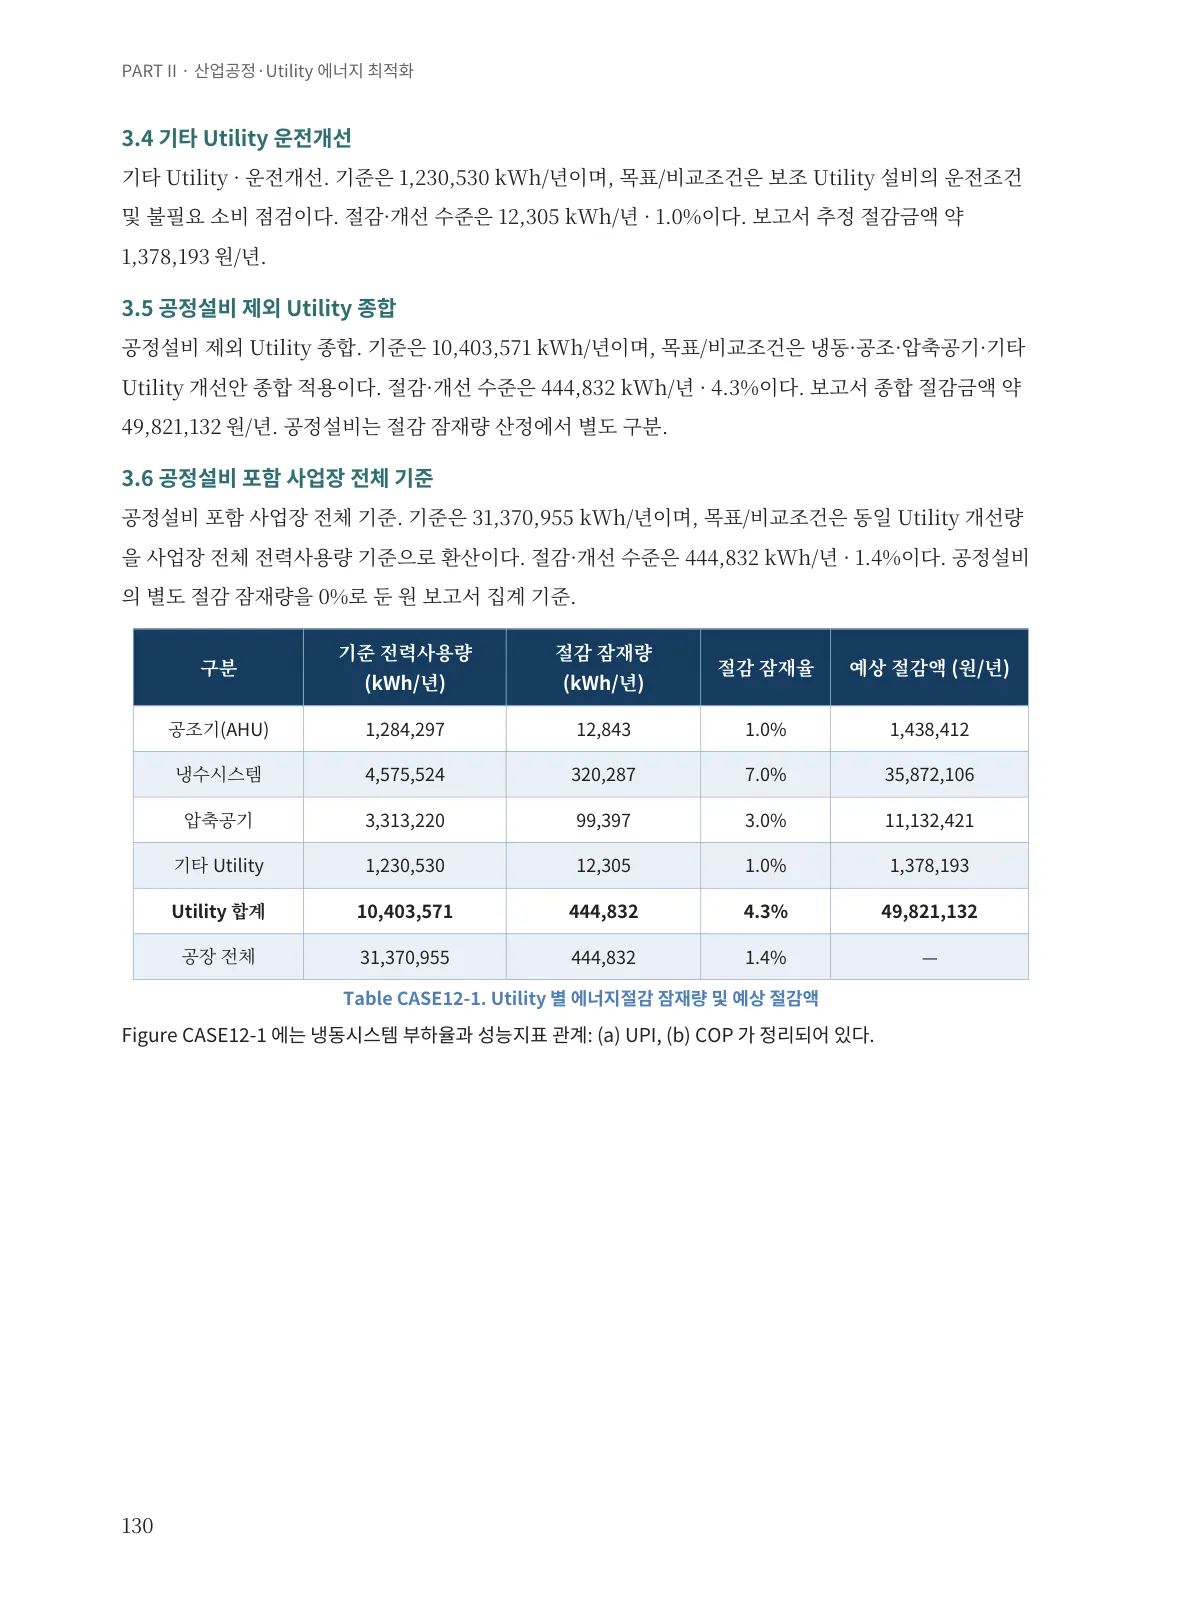 PART II · 산업공정·Utility 에너지 최적화
3.4 기타 Utility 운전개선
기타 Utility · 운전개선. 기준은 1,230,530 kWh/년이며, 목표/비교조건은 보조 Utility 설비의 운전조건
및 불필요 소비 점검이다. 절감·개선 수준은 12,305 kWh/년 · 1.0%이다. 보고서 추정 절감금액 약
1,378,193 원/년.
3.5 공정설비 제외 Utility 종합
공정설비 제외 Utility 종합. 기준은 10,403,571 kWh/년이며, 목표/비교조건은 냉동·공조·압축공기·기타
Utility 개선안 종합 적용이다. 절감·개선 수준은 444,832 kWh/년 · 4.3%이다. 보고서 종합 절감금액 약
49,821,132 원/년. 공정설비는 절감 잠재량 산정에서 별도 구분.
3.6 공정설비 포함 사업장 전체 기준
공정설비 포함 사업장 전체 기준. 기준은 31,370,955 kWh/년이며, 목표/비교조건은 동일 Utility 개선량
을 사업장 전체 전력사용량 기준으로 환산이다. 절감·개선 수준은 444,832 kWh/년 · 1.4%이다. 공정설비
의 별도 절감 잠재량을 0%로 둔 원 보고서 집계 기준.
구분 기준 전력사용량 (kWh/년) 절감 잠재량 (kWh/년) 절감 잠재율 예상 절감액 (원/년)
공조기(AHU) 1,284,297 12,843 1.0% 1,438,412
냉수시스템 4,575,524 320,287 7.0% 35,872,106
압축공기 3,313,220 99,397 3.0% 11,132,421
기타 Utility 1,230,530 12,305 1.0% 1,378,193
Utility 합계 10,403,571 444,832 4.3% 49,821,132
공장 전체 31,370,955 444,832 1.4% —
Table CASE12-1. Utility 별 에너지절감 잠재량 및 예상 절감액
Figure CASE12-1 에는 냉동시스템 부하율과 성능지표 관계: (a) UPI, (b) COP 가 정리되어 있다.
130